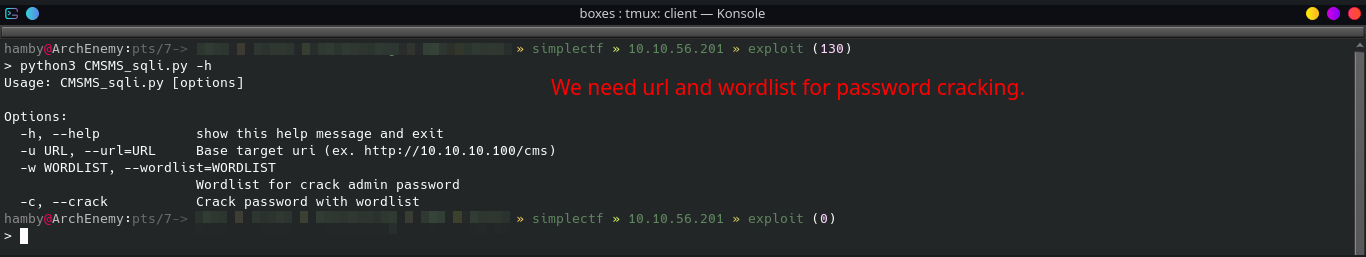 boxes : tmux: client — Konsole
hamby@ArchEnemy:pts/7-> » simplectf » 10.10.56.201 » exploit (130)
> python3 CMSMS_sqli.py -h
Usage: CMSMS_sqli.py [options]
We need url and wordlist for password cracking.
Options:
-h, --help show this help message and exit
-u URL, --url=URL Base target uri (ex. http://10.10.10.100/cms)
-w WORDLIST, --wordlist=WORDLIST
Wordlist for crack admin password
-c, --crack Crack password with wordlist
hamby@ArchEnemy:pts/7-> » simplectf » 10.10.56.201 » exploit (0)
>